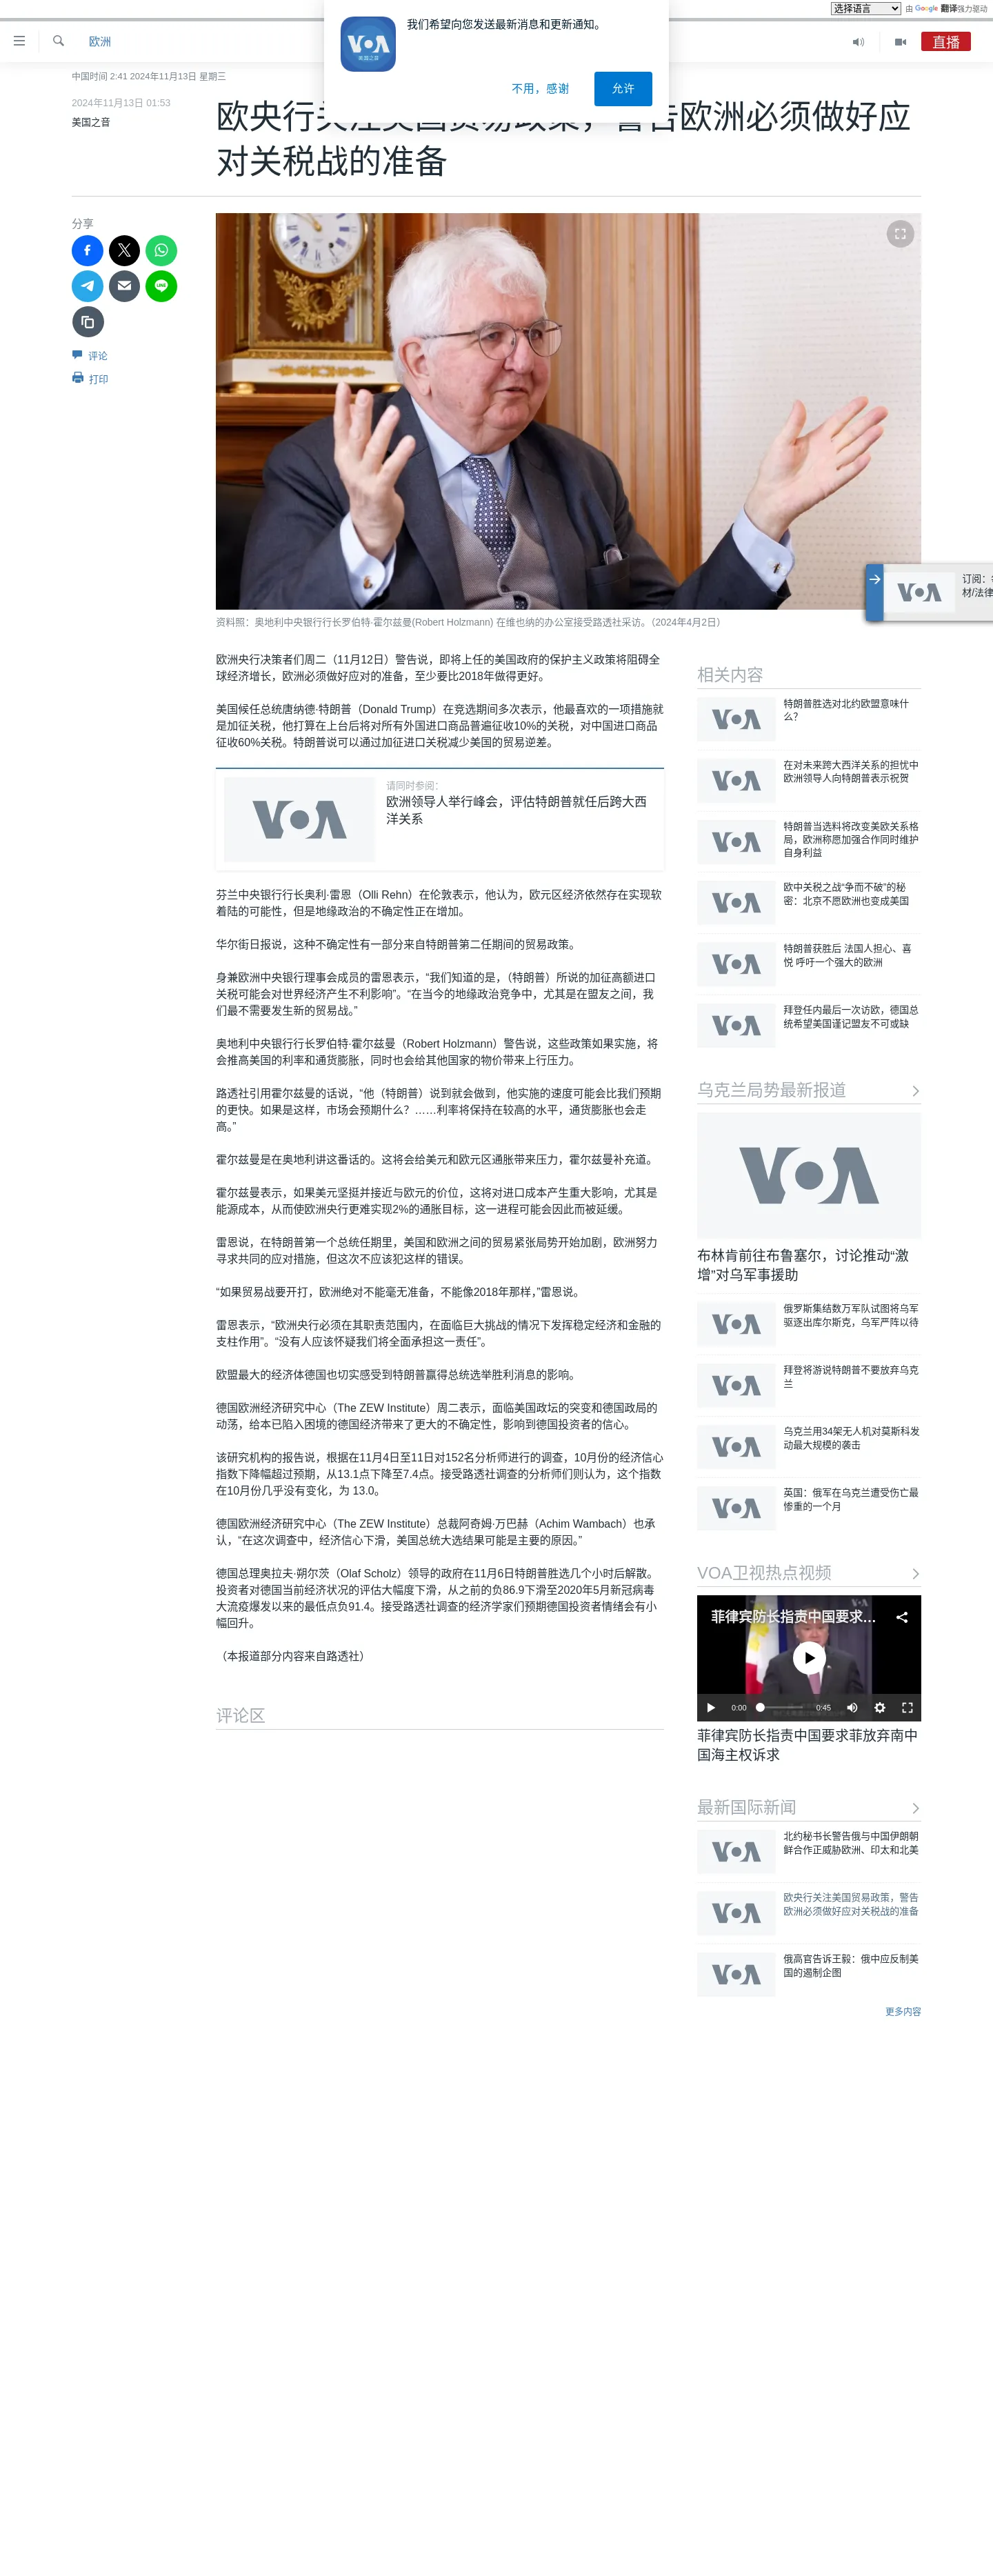 选择语言
由 Google 翻译强力驱动
我们希望向您发送最新消息和更新通知。
VOA
美国之音
不用，感谢
允许
欧洲
直播
中国时间 2:41 2024年11月13日 星期三
2024年11月13日 01:53
美国之音
欧洲必须做好应
对关税战的准备
分享
评论
打印
订阅：
材/法律
资料照：奥地利中央银行行长罗伯特·霍尔兹曼(Robert Holzmann) 在维也纳的办公室接受路透社采访。（2024年4月2日）
欧洲央行决策者们周二（11月12日）警告说，即将上任的美国政府的保护主义政策将阻碍全
球经济增长，欧洲必须做好应对的准备，至少要比2018年做得更好。
美国候任总统唐纳德·特朗普（Donald Trump）在竞选期间多次表示，他最喜欢的一项措施就
是加征关税，他打算在上台后将对所有外国进口商品普遍征收10%的关税，对中国进口商品
征收60%关税。特朗普说可以通过加征进口关税减少美国的贸易逆差。
VOA
请同时参阅：
欧洲领导人举行峰会，评估特朗普就任后跨大西
洋关系
芬兰中央银行行长奥利·雷恩（Olli Rehn）在伦敦表示，他认为，欧元区经济依然存在实现软
着陆的可能性，但是地缘政治的不确定性正在增加。
华尔街日报说，这种不确定性有一部分来自特朗普第二任期间的贸易政策。
身兼欧洲中央银行理事会成员的雷恩表示，“我们知道的是，（特朗普）所说的加征高额进口
关税可能会对世界经济产生不利影响”。“在当今的地缘政治竞争中，尤其是在盟友之间，我
们最不需要发生新的贸易战。”
奥地利中央银行行长罗伯特·霍尔兹曼（Robert Holzmann）警告说，这些政策如果实施，将
会推高美国的利率和通货膨胀，同时也会给其他国家的物价带来上行压力。
路透社引用霍尔兹曼的话说，“他（特朗普）说到就会做到，他实施的速度可能会比我们预期
的更快。如果是这样，市场会预期什么？……利率将保持在较高的水平，通货膨胀也会走
高。”
霍尔兹曼是在奥地利讲这番话的。这将会给美元和欧元区通胀带来压力，霍尔兹曼补充道。
霍尔兹曼表示，如果美元坚挺并接近与欧元的价位，这将对进口成本产生重大影响，尤其是
能源成本，从而使欧洲央行更难实现2%的通胀目标，这一进程可能会因此而被延缓。
雷恩说，在特朗普第一个总统任期里，美国和欧洲之间的贸易紧张局势开始加剧，欧洲努力
寻求共同的应对措施，但这次不应该犯这样的错误。
“如果贸易战要开打，欧洲绝对不能毫无准备，不能像2018年那样，”雷恩说。
雷恩表示，“欧洲央行必须在其职责范围内，在面临巨大挑战的情况下发挥稳定经济和金融的
支柱作用”。“没有人应该怀疑我们将全面承担这一责任”。
欧盟最大的经济体德国也切实感受到特朗普赢得总统选举胜利消息的影响。
德国欧洲经济研究中心（The ZEW Institute）周二表示，面临美国政坛的突变和德国政局的
动荡，给本已陷入困境的德国经济带来了更大的不确定性，影响到德国投资者的信心。
该研究机构的报告说，根据在11月4日至11日对152名分析师进行的调查，10月份的经济信心
指数下降幅超过预期，从13.1点下降至7.4点。接受路透社调查的分析师们则认为，这个指数
在10月份几乎没有变化，为 13.0。
德国欧洲经济研究中心（The ZEW Institute）总裁阿奇姆·万巴赫（Achim Wambach）也承
认，“在这次调查中，经济信心下滑，美国总统大选结果可能是主要的原因。”
德国总理奥拉夫·朔尔茨（Olaf Scholz）领导的政府在11月6日特朗普胜选几个小时后解散。
投资者对德国当前经济状况的评估大幅度下滑，从之前的负86.9下滑至2020年5月新冠病毒
大流疫爆发以来的最低点负91.4。接受路透社调查的经济学家们预期德国投资者情绪会有小
幅回升。
（本报道部分内容来自路透社）
评论区
相关内容
特朗普胜选对北约欧盟意味什
么？
在对未来跨大西洋关系的担忧中
欧洲领导人向特朗普表示祝贺
特朗普当选料将改变美欧关系格
局，欧洲称愿加强合作同时维护
自身利益
欧中关税之战“争而不破”的秘
密：北京不愿欧洲也变成美国
特朗普获胜后 法国人担心、喜
悦 呼吁一个强大的欧洲
拜登任内最后一次访欧，德国总
统希望美国谨记盟友不可或缺
乌克兰局势最新报道
VOA
布林肯前往布鲁塞尔，讨论推动“激
增”对乌军事援助
俄罗斯集结数万军队试图将乌军
驱逐出库尔斯克，乌军严阵以待
拜登将游说特朗普不要放弃乌克
兰
乌克兰用34架无人机对莫斯科发
动最大规模的袭击
英国：俄军在乌克兰遭受伤亡最
惨重的一个月
VOA卫视热点视频
菲律宾防长指责中国要求...
0:00
0:45
菲律宾防长指责中国要求菲放弃南中
国海主权诉求
最新国际新闻
北约秘书长警告俄与中国伊朗朝
鲜合作正威胁欧洲、印太和北美
欧央行关注美国贸易政策，警告
欧洲必须做好应对关税战的准备
俄高官告诉王毅：俄中应反制美
国的遏制企图
更多内容